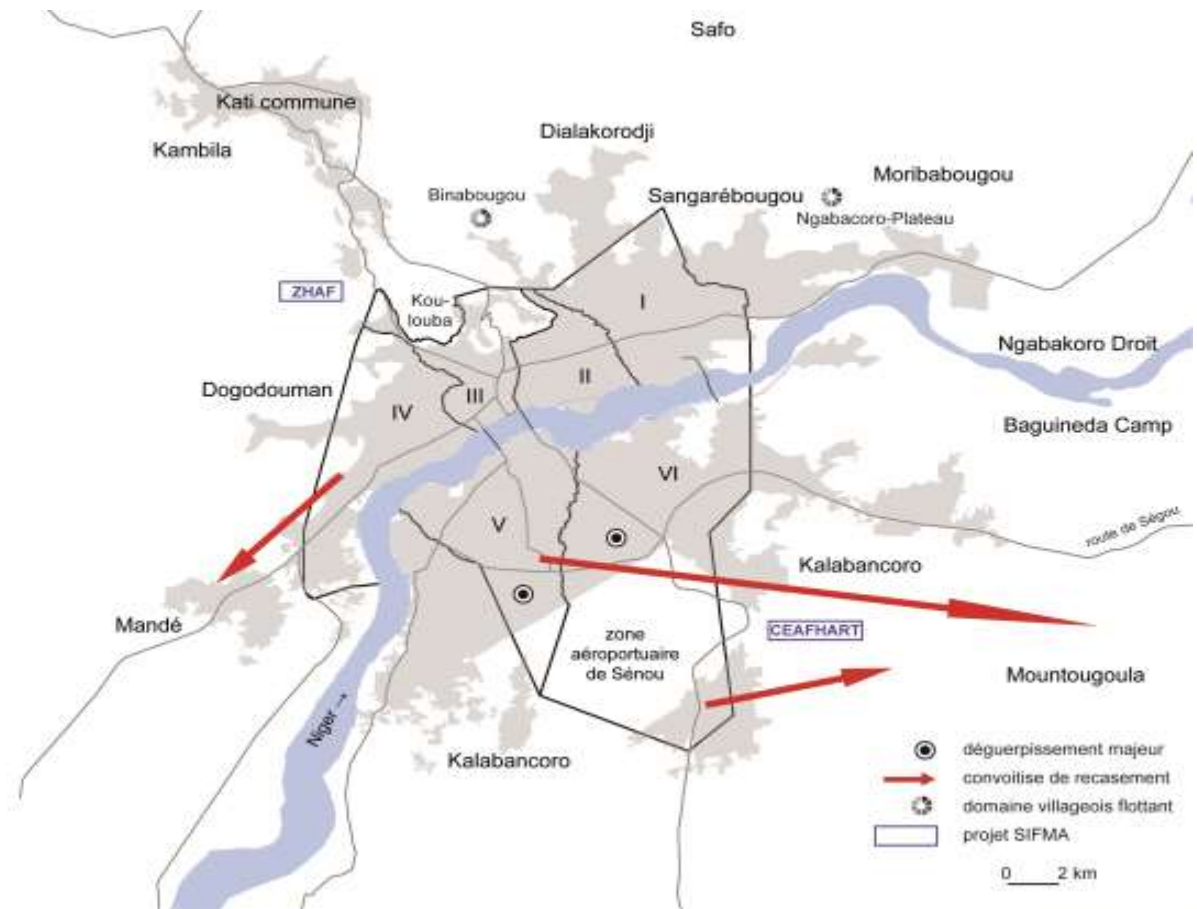 Safo
Kati commune
Kambila
Dialakorodji
Binabougou
Sangarébougou
Moribabougou
Ngabacoro-Plateau
ZHAF
Kou-
louba
I
Ngabakoro Droit
Dogodouman
II
III
IV
Baguineda Camp
VI
V
route de Ségou
Kalabancoro
Mandé
CEAFHART
zone
aéroportuaire
de Sénou
Mountougoula
Niger →
Kalabancoro
déguerpissement majeur
convoitise de recasement
domaine villageois flottant
projet SIFMA
0 2 km